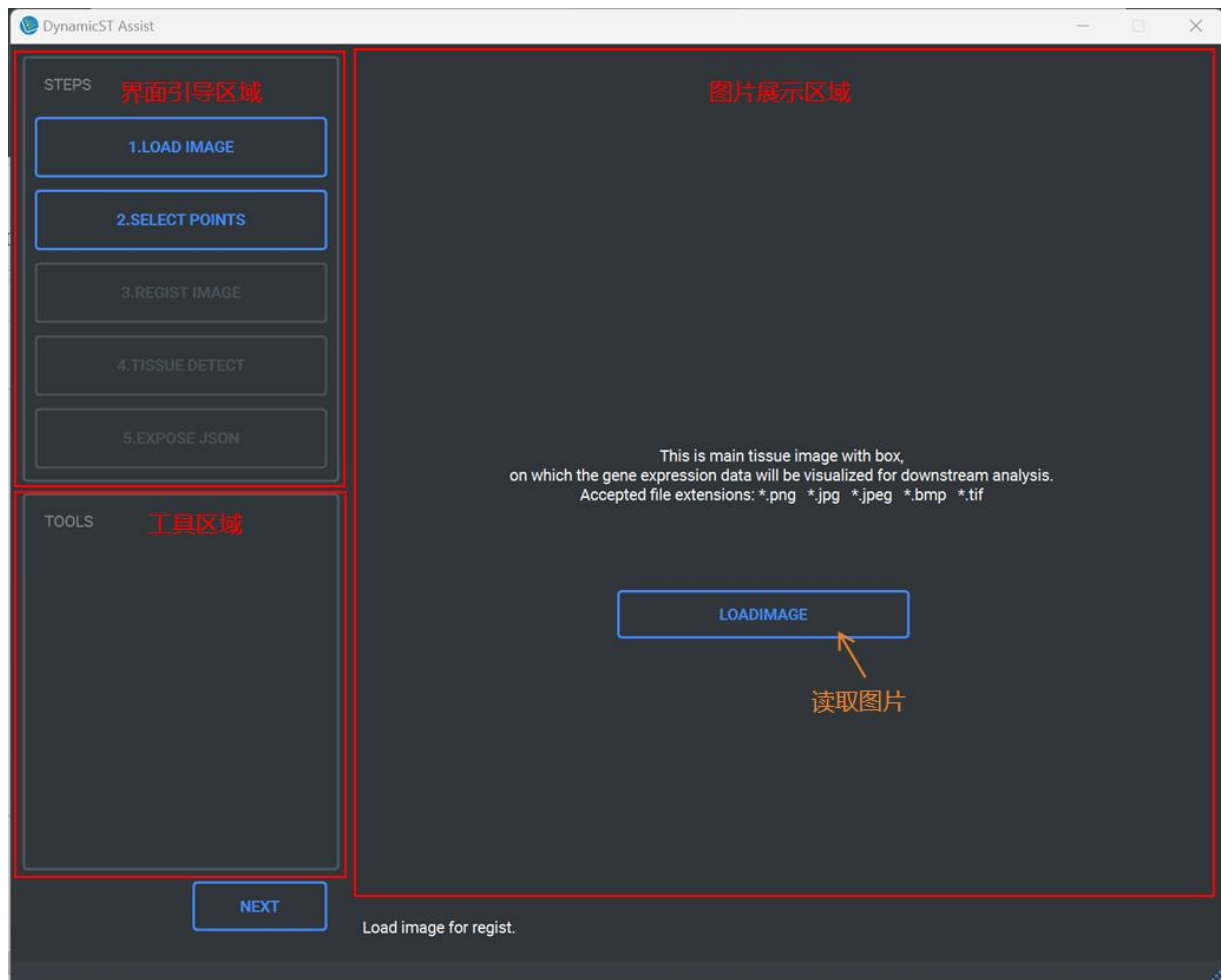 DynamicST Assist
STEPS
界面引导区域
1.LOAD IMAGE
2.SELECT POINTS
3.REGIST IMAGE
4.TISSUE DETECT
5.EXPOSE JSON
TOOLS
工具区域
NEXT
图片展示区域
This is main tissue image with box,
on which the gene expression data will be visualized for downstream analysis.
Accepted file extensions: *.png *.jpg *.jpeg *.bmp *.tif
LOADIMAGE
读取图片
Load image for regist.